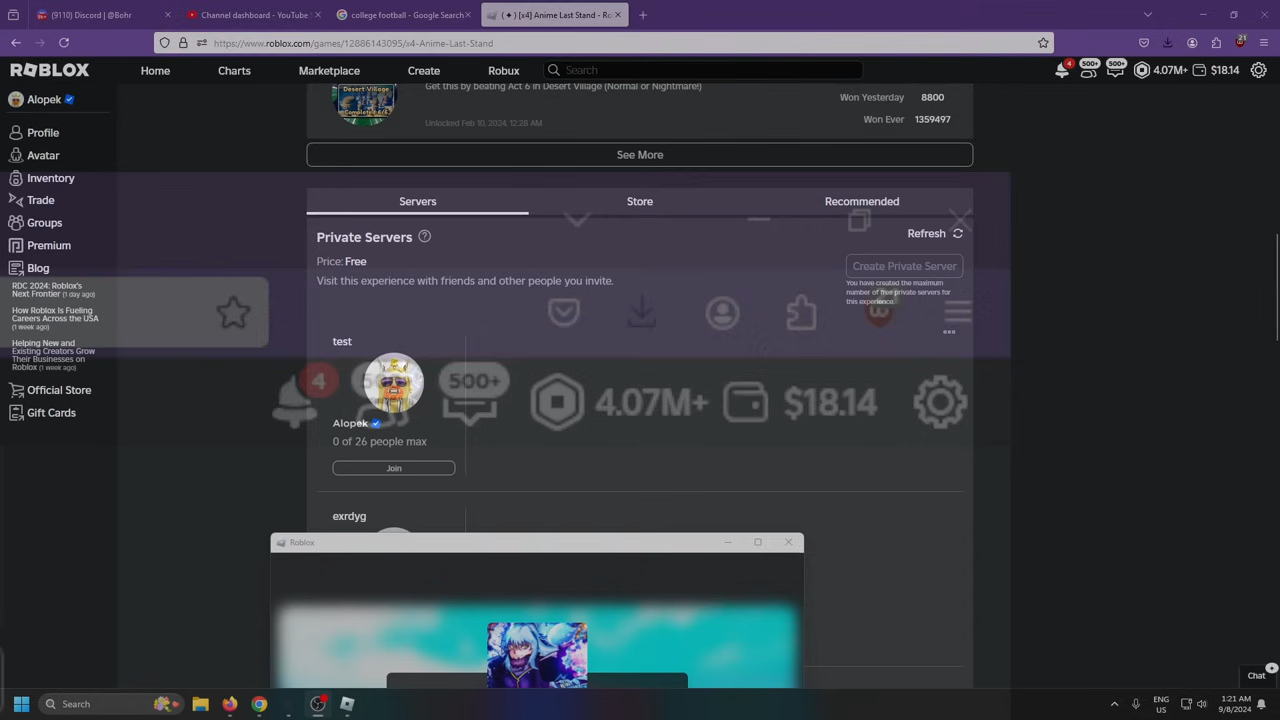 (9110) Discord | @Bohr
Channel dashboard - YouTube
college football - Google Search
(✦) [x4] Anime Last Stand - Ro
https://www.roblox.com/games/12886143095/x4-Anime-Last-Stand
21
ROBLOX
Home
Charts
Marketplace
Create
Robux
Search
4
500+
500+
4.07M+
$18.14
Alopek
Profile
Avatar
Inventory
Trade
Groups
Premium
Blog
RDC 2024: Roblox's
Next Frontier (1 day ago)
How Roblox Is Fueling
Careers Across the USA
(1 week ago)
Helping New and
Existing Creators Grow
Their Businesses on
Roblox (1 week ago)
Official Store
Gift Cards
Desert Village
Completed
Get this by beating Act 6 in Desert Village (Normal or Nightmare!)
Unlocked Feb 10, 2024, 12:28 AM
Won Yesterday 8800
Won Ever 1359497
See More
Servers
Store
Recommended
Private Servers
Refresh
Price: Free
Visit this experience with friends and other people you invite.
Create Private Server
You have created the maximum
number of free private servers for
this experience.
4
500+
4.07M+
$18.14
test
Alopek
0 of 26 people max
Join
exrdyg
Roblox
Chat
Search
ENG
US
1:21 AM
9/8/2024